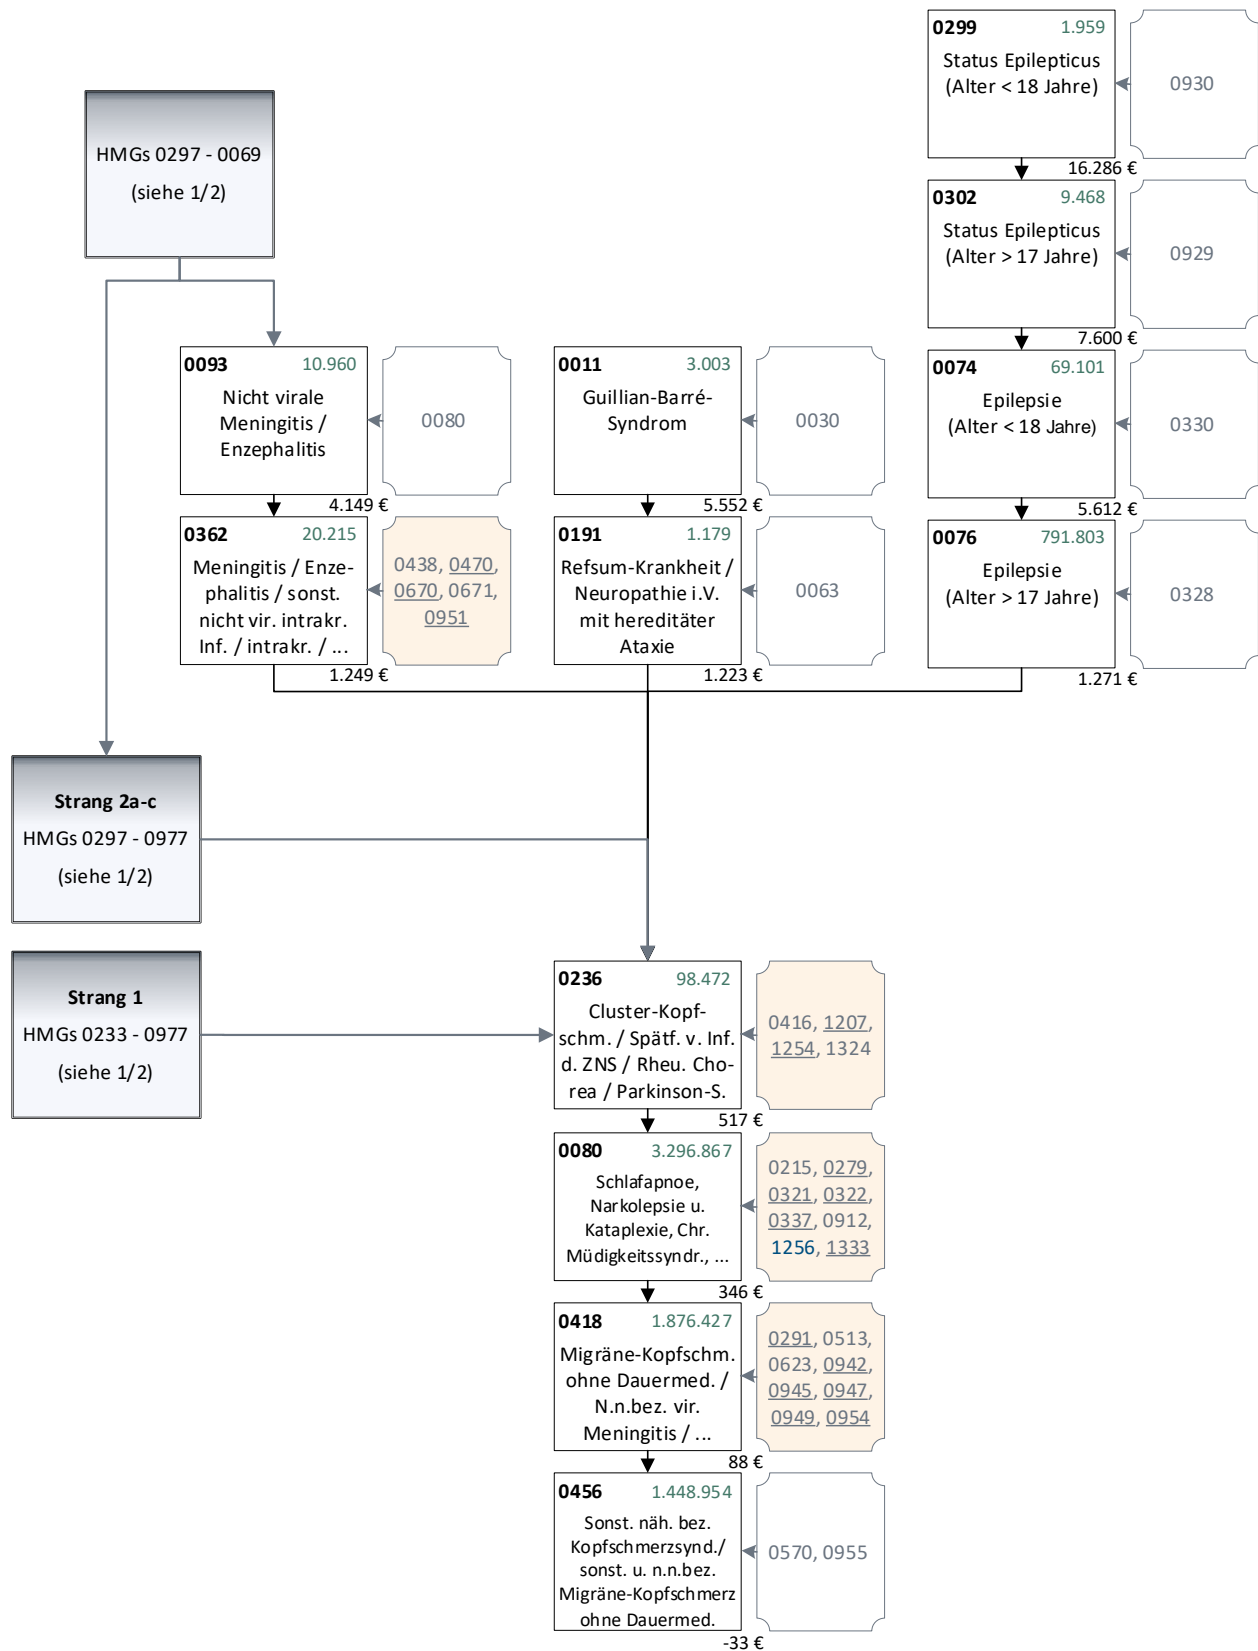 0299 1.959
Status Epilepticus
(Alter < 18 Jahre)
0930
16.286 €
HMGs 0297 - 0069
(siehe 1/2)
0302 9.468
Status Epilepticus
(Alter > 17 Jahre)
0929
7.600 €
0093 10.960
Nicht virale
Meningitis /
Enzephalitis
0080
4.149 €
0011 3.003
Guillian-Barré-
Syndrom
0030
5.552 €
0074 69.101
Epilepsie
(Alter < 18 Jahre)
0330
5.612 €
0362 20.215
Meningitis / Enze-
phalitis / sonst.
nicht vir. intrakr.
Inf. / intrakr. / ...
0438, 0470,
0670, 0671,
0951
1.249 €
0191 1.179
Refsum-Krankheit /
Neuropathie i.V.
mit hereditäter
Ataxie
0063
1.223 €
0076 791.803
Epilepsie
(Alter > 17 Jahre)
0328
1.271 €
Strang 2a-c
HMGs 0297 - 0977
(siehe 1/2)
Strang 1
HMGs 0233 - 0977
(siehe 1/2)
0236 98.472
Cluster-Kopf-
schm. / Spätf. v. Inf.
d. ZNS / Rheu. Cho-
rea / Parkinson-S.
0416, 1207,
1254, 1324
517 €
0080 3.296.867
Schlafapnoe,
Narkolepsie u.
Kataplexie, Chr.
Müdigkeitssyndr., ...
0215, 0279,
0321, 0322,
0337, 0912,
1256, 1333
346 €
0418 1.876.427
Migräne-Kopfschm.
ohne Dauermed. /
N.n.bez. vir.
Meningitis / ...
0291, 0513,
0623, 0942,
0945, 0947,
0949, 0954
88 €
0456 1.448.954
Sonst. näh. bez.
Kopfschmerzsynd./
sonst. u. n.n.bez.
Migräne-Kopfschmerz
ohne Dauermed.
0570, 0955
-33 €